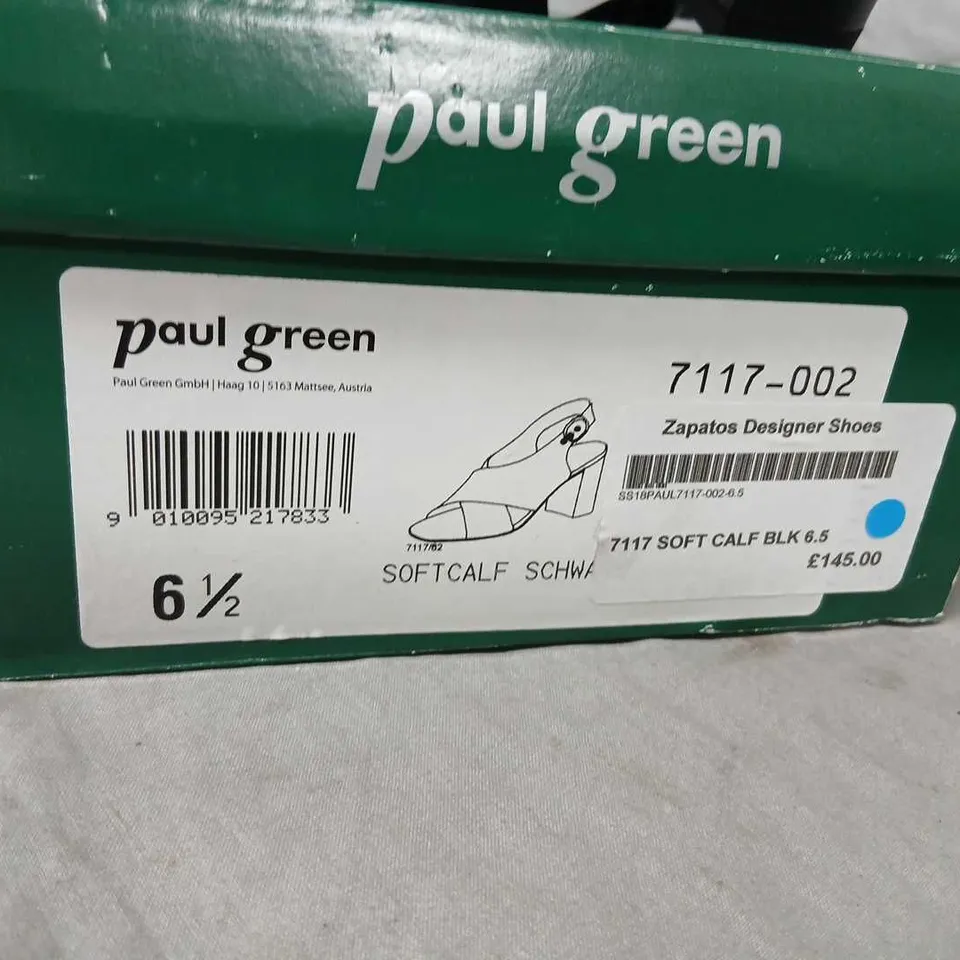 paul green
paul green
Paul Green GmbH | Haag 10 | 5163 Mattsee, Austria
7117-002
9 010095 217833
7117/62
SOFTCALF SCHWA
6 ½
Zapatos Designer Shoes
SS18PAUL7117-002-6.5
7117 SOFT CALF BLK 6.5
£145.00